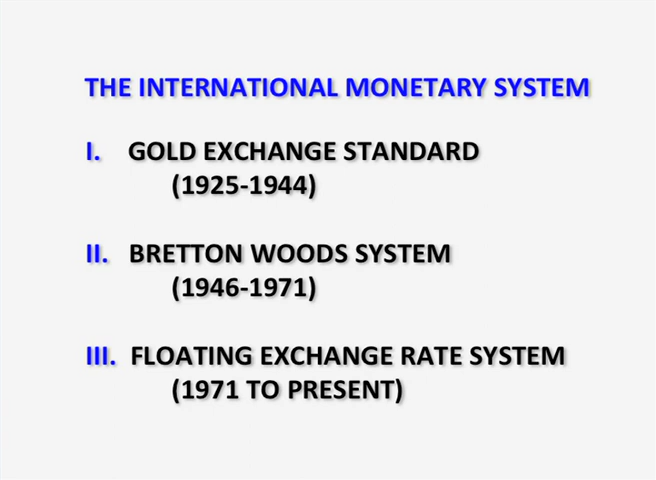 THE INTERNATIONAL MONETARY SYSTEM
I. GOLD EXCHANGE STANDARD
(1925-1944)
II. BRETTON WOODS SYSTEM
(1946-1971)
III. FLOATING EXCHANGE RATE SYSTEM
(1971 TO PRESENT)